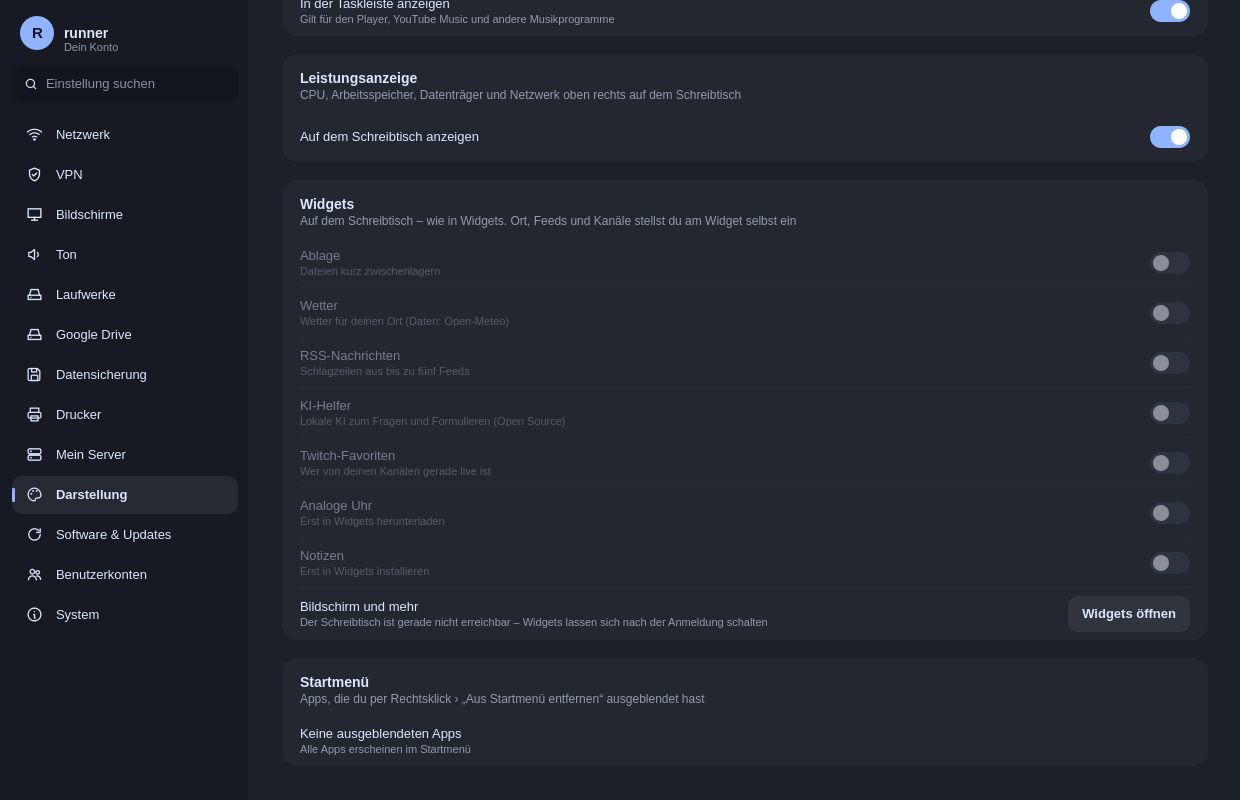 R
runner
Dein Konto
Einstellung suchen
Netzwerk
VPN
Bildschirme
Ton
Laufwerke
Google Drive
Datensicherung
Drucker
Mein Server
Darstellung
Software & Updates
Benutzerkonten
System
In der Taskleiste anzeigen
Gilt für den Player, YouTube Music und andere Musikprogramme
Leistungsanzeige
CPU, Arbeitsspeicher, Datenträger und Netzwerk oben rechts auf dem Schreibtisch
Auf dem Schreibtisch anzeigen
Widgets
Auf dem Schreibtisch – wie in Widgets. Ort, Feeds und Kanäle stellst du am Widget selbst ein
Ablage
Dateien kurz zwischenlagern
Wetter
Wetter für deinen Ort (Daten: Open-Meteo)
RSS-Nachrichten
Schlagzeilen aus bis zu fünf Feeds
KI-Helfer
Lokale KI zum Fragen und Formulieren (Open Source)
Twitch-Favoriten
Wer von deinen Kanälen gerade live ist
Analoge Uhr
Erst in Widgets herunterladen
Notizen
Erst in Widgets installieren
Bildschirm und mehr
Der Schreibtisch ist gerade nicht erreichbar – Widgets lassen sich nach der Anmeldung schalten
Widgets öffnen
Startmenü
Apps, die du per Rechtsklick › „Aus Startmenü entfernen“ ausgeblendet hast
Keine ausgeblendeten Apps
Alle Apps erscheinen im Startmenü